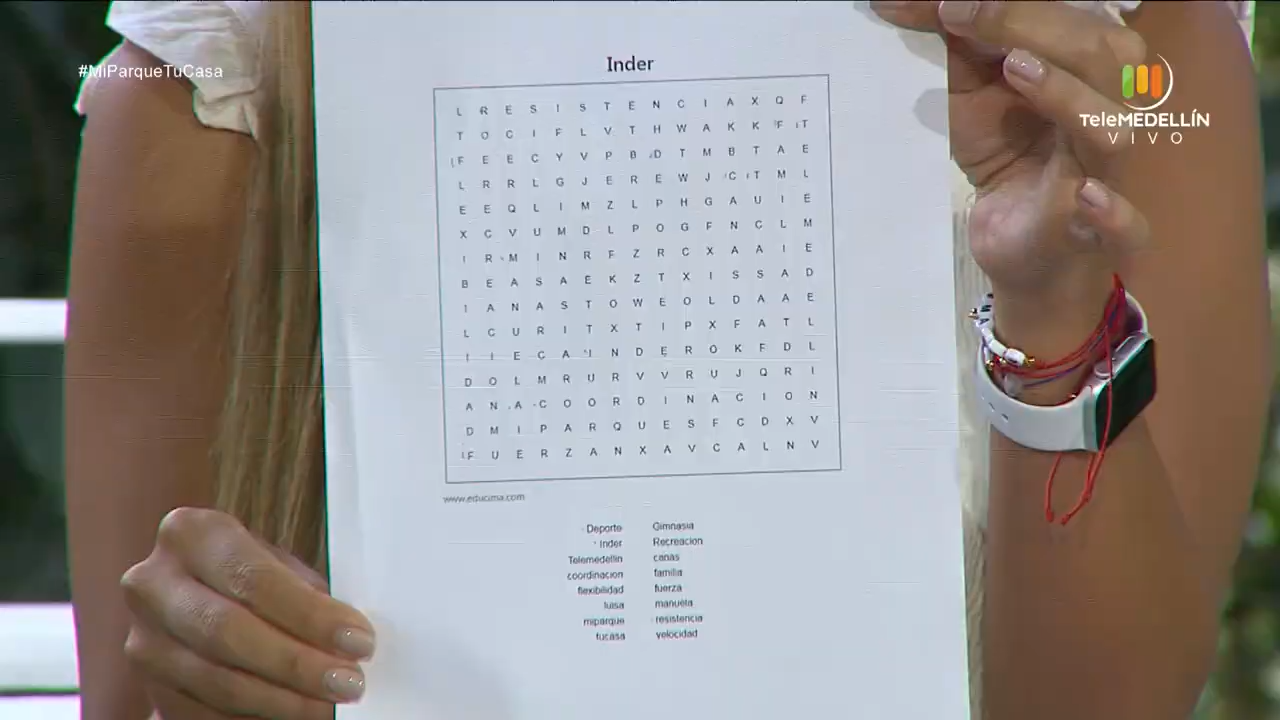 #MiParqueTuCasa
TeleMEDELLÍN
VIVO
Inder
L R E S I S T E N C I A X Q F
T O C I F L V T H W A K K F T
F E E C Y V P B D T M B T A E
L R R L G J E R E W J C T M L
E E Q L I M Z L P H G A U I E
X C V U M D L P O G F N C L M
I R M I N R F Z R C X A A I E
B E A S A E K Z T X I S S A D
I A N A S T O W E O L D A A E
L C U R I T X T I P X F A T L
I I E C A I N D E R O K F D L
D O L M R U R V V R U J Q R I
A N A C O O R D I N A C I O N
D M I P A R Q U E S F C D X V
F U E R Z A N X A V C A L N V
www.educima.com
Deporte Gimnasia
Inder Recreacion
Telemedellin canas
coordinacion familia
flexibilidad fuerza
luisa manuela
miparque resistencia
tucasa velocidad